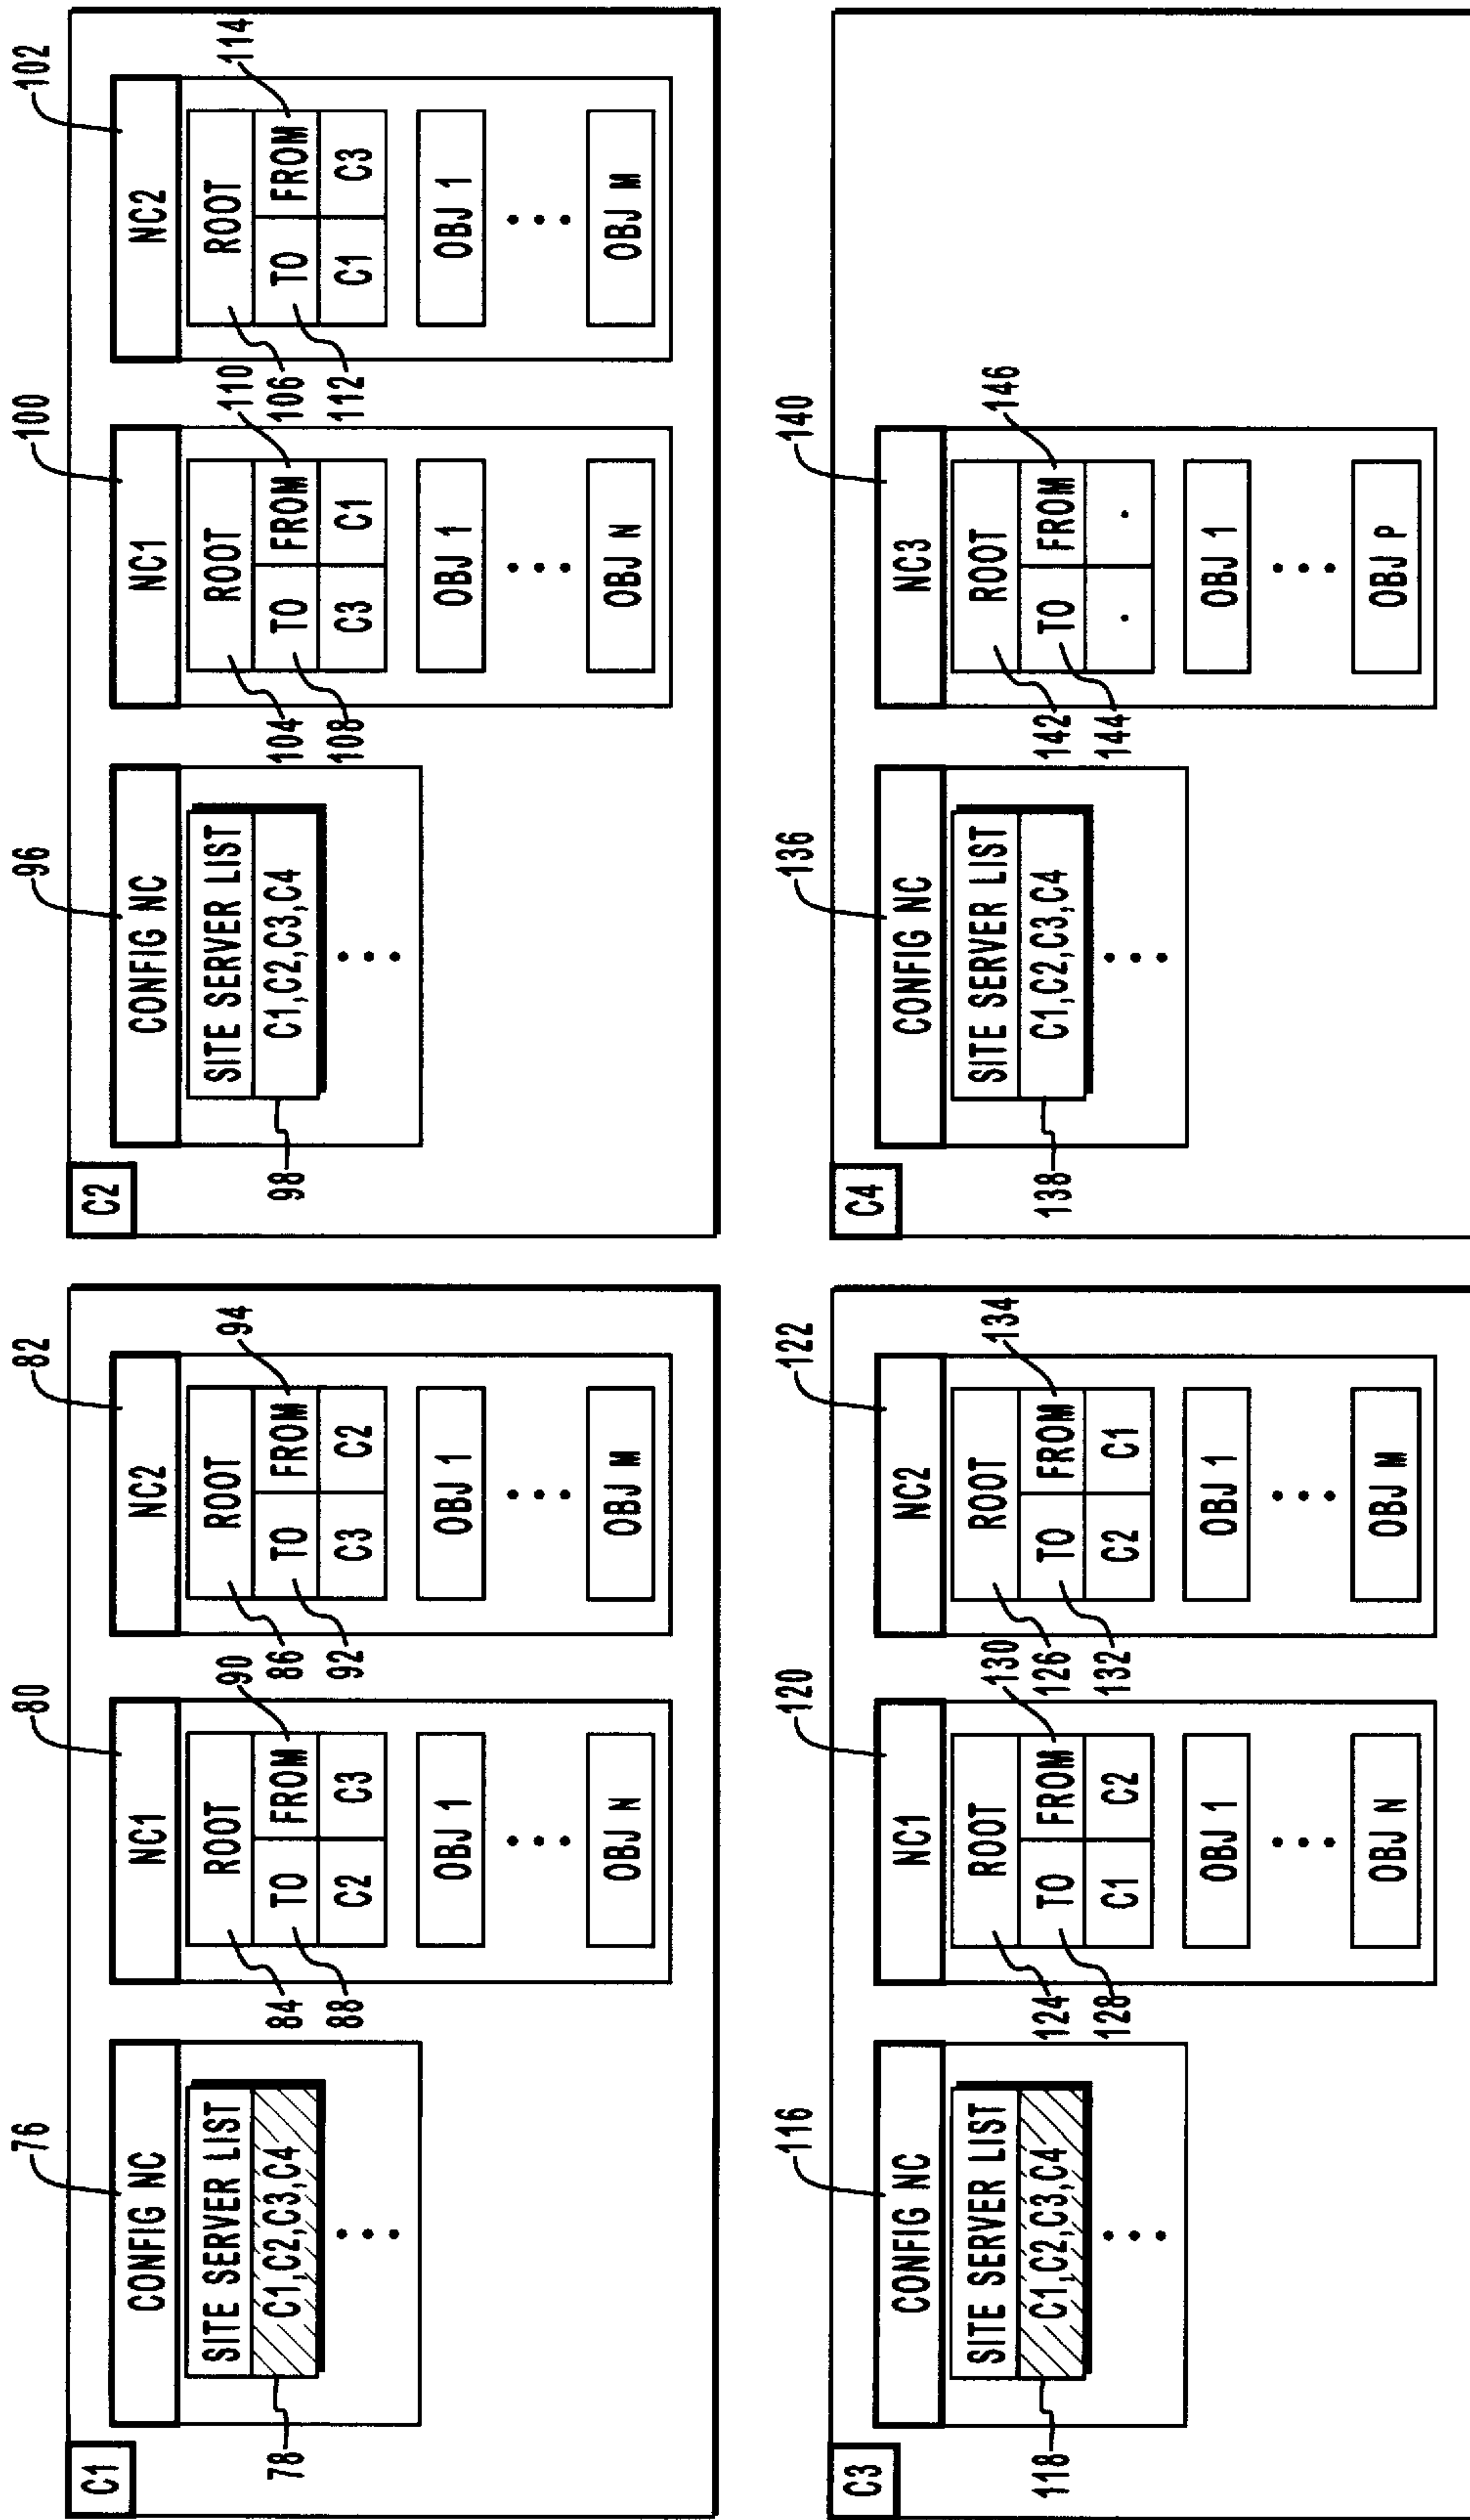 C1
76
CONFIG NC
SITE SERVER LIST
C1,C2,C3,C4
78
80
NC1
ROOT
TO FROM
C2 C3
84
88
90
OBJ 1
OBJ N
82
NC2
ROOT
TO FROM
C3 C2
86
92
94
OBJ 1
OBJ M
C2
96
CONFIG NC
SITE SERVER LIST
C1,C2,C3,C4
98
100
NC1
ROOT
TO FROM
C3 C1
104
108
110
OBJ 1
OBJ N
102
NC2
ROOT
TO FROM
C1 C3
106
112
114
OBJ 1
OBJ M
C3
116
CONFIG NC
SITE SERVER LIST
C1,C2,C3,C4
118
120
NC1
ROOT
TO FROM
C1 C2
124
128
130
OBJ 1
OBJ N
122
NC2
ROOT
TO FROM
C2 C1
126
132
134
OBJ 1
OBJ M
C4
136
CONFIG NC
SITE SERVER LIST
C1,C2,C3,C4
138
140
NC3
ROOT
TO FROM
. .
142
144
146
OBJ 1
OBJ P